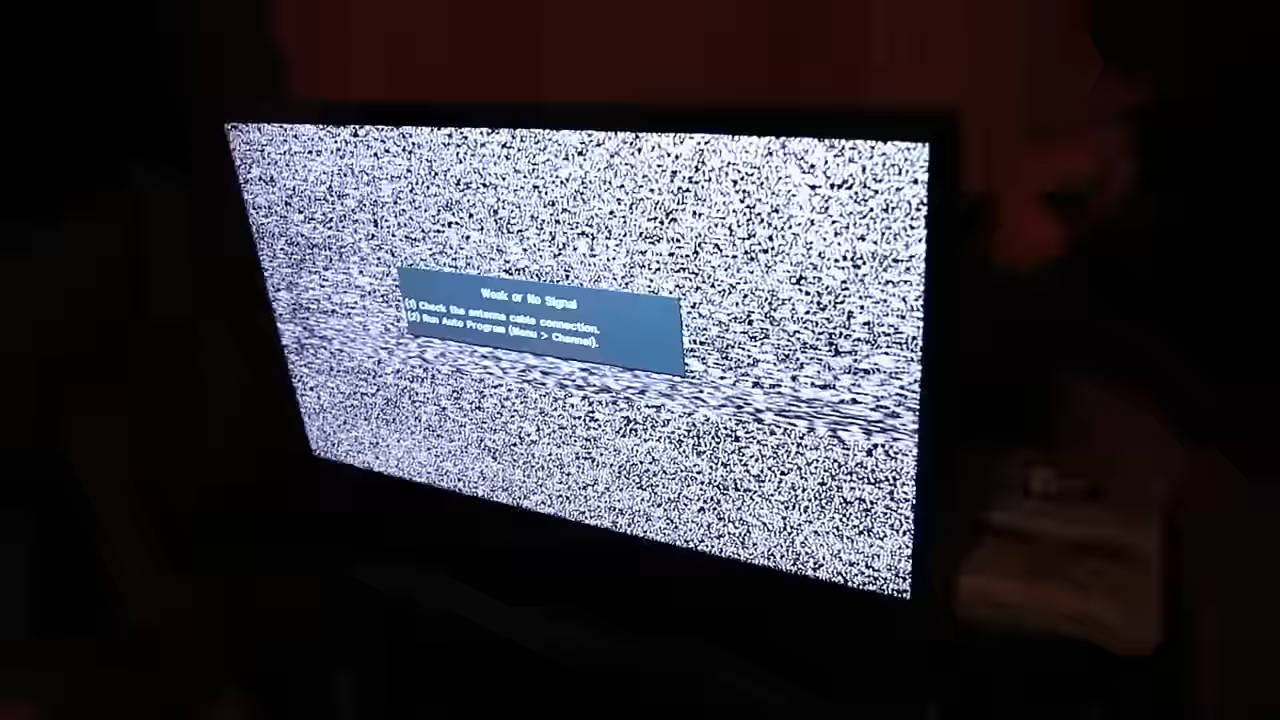 Weak or No Signal
(1) Check the antenna cable connection.
(2) Run Auto Program (Menu > Channel).